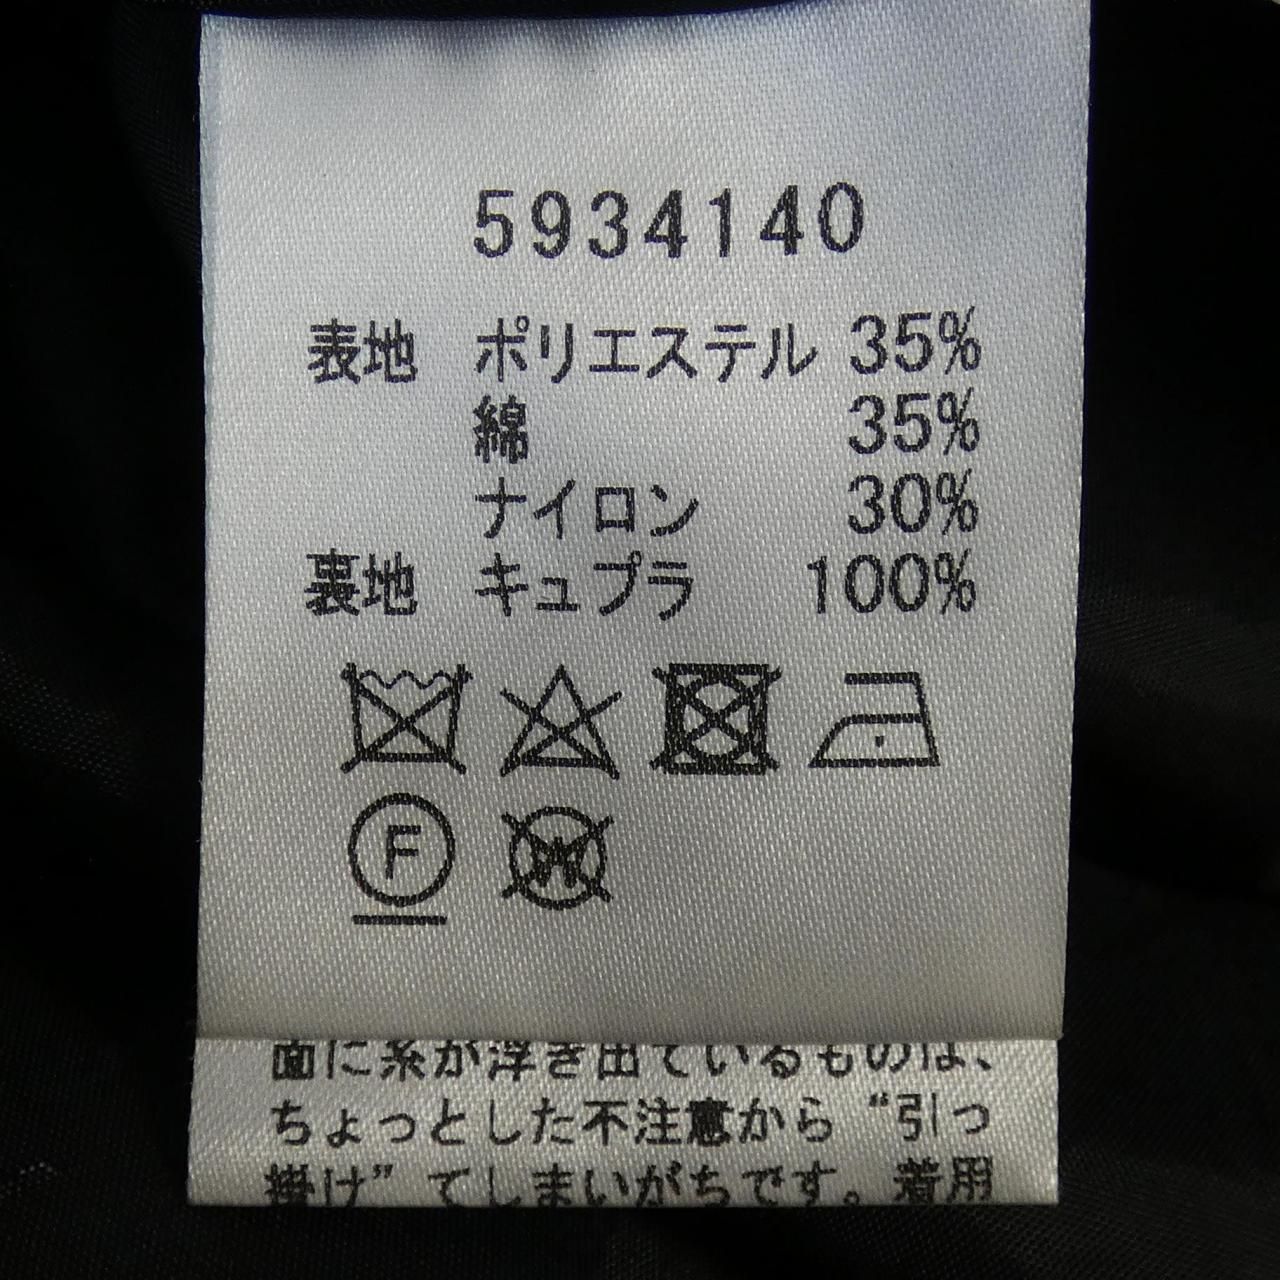 5934140
表地 ポリエステル 35%
綿 35%
ナイロン 30%
裏地 キュプラ 100%
F
W
面に糸が浮き出ているものは、
ちょっとした不注意から“引っ
掛け”てしまいがちです。着用